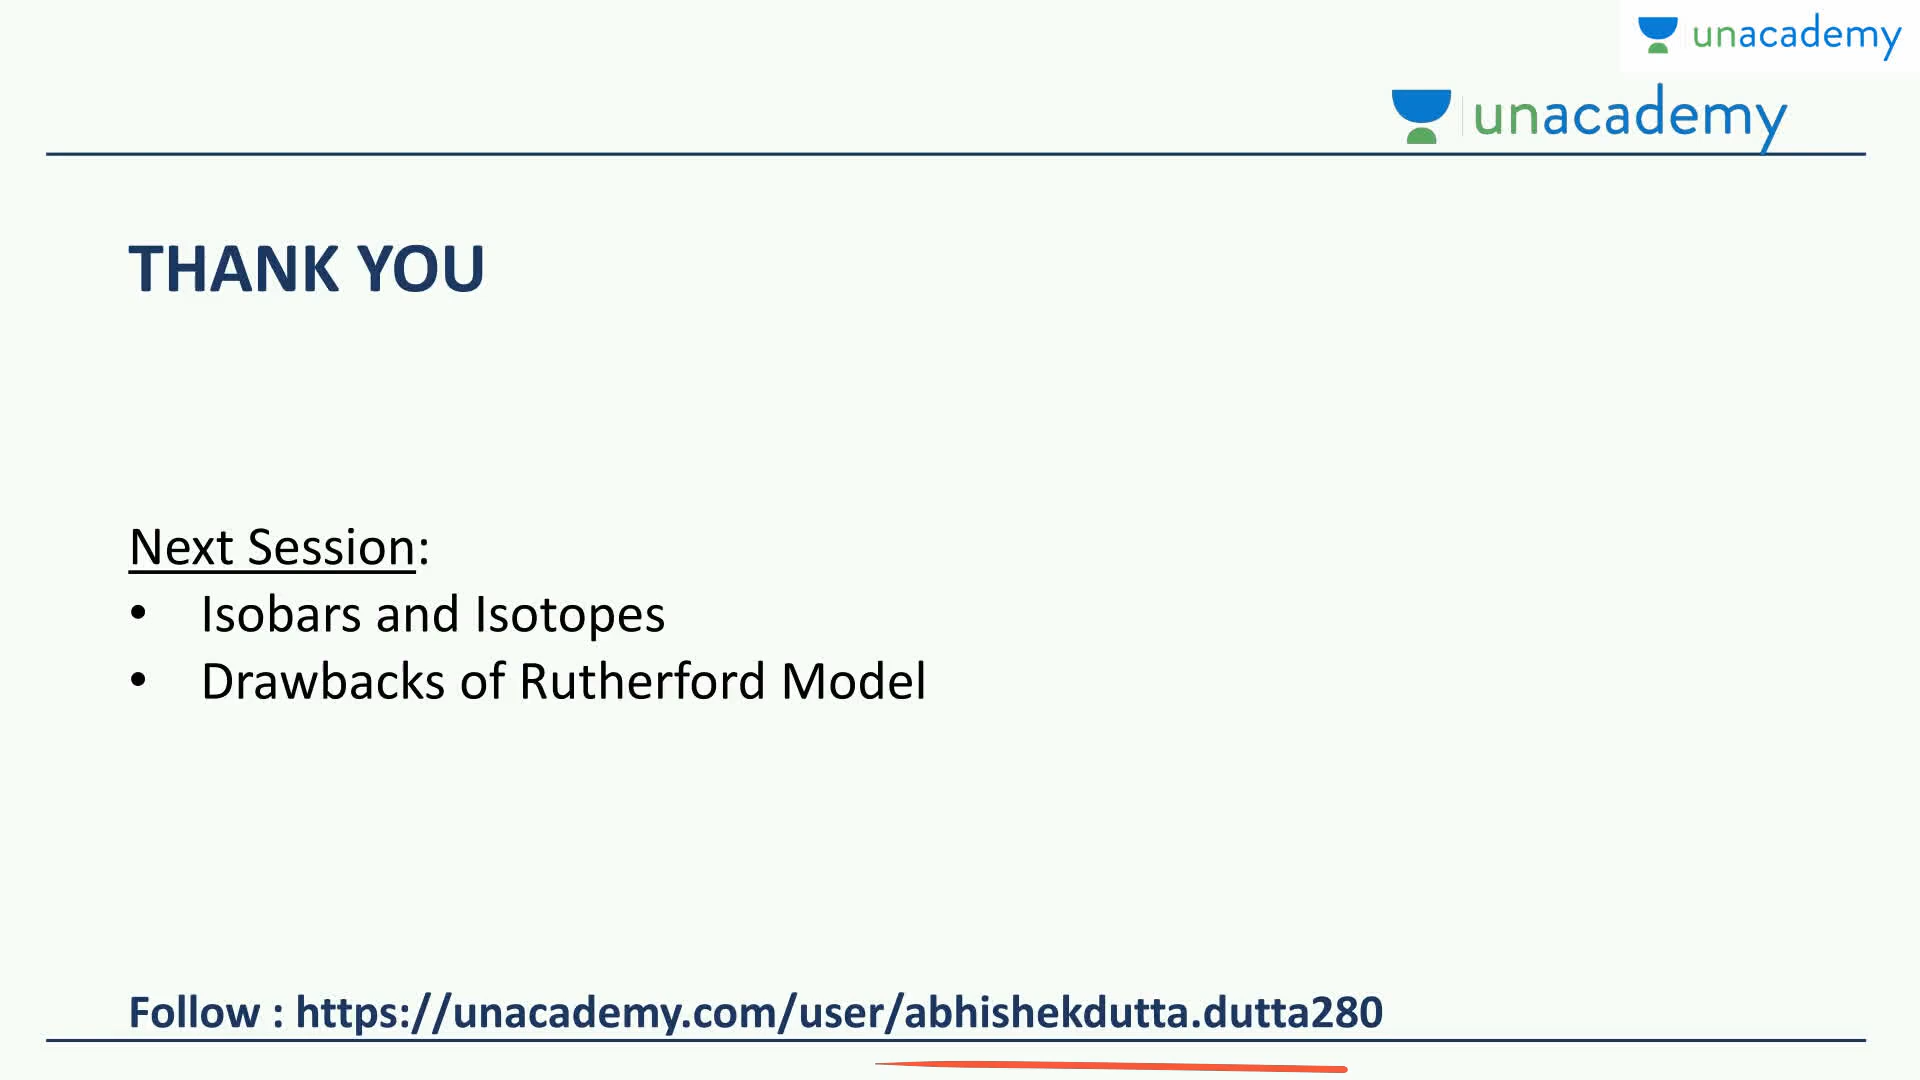 unacademy
unacademy
THANK YOU
Next Session:
• Isobars and Isotopes
• Drawbacks of Rutherford Model
Follow : https://unacademy.com/user/abhishekdutta.dutta280